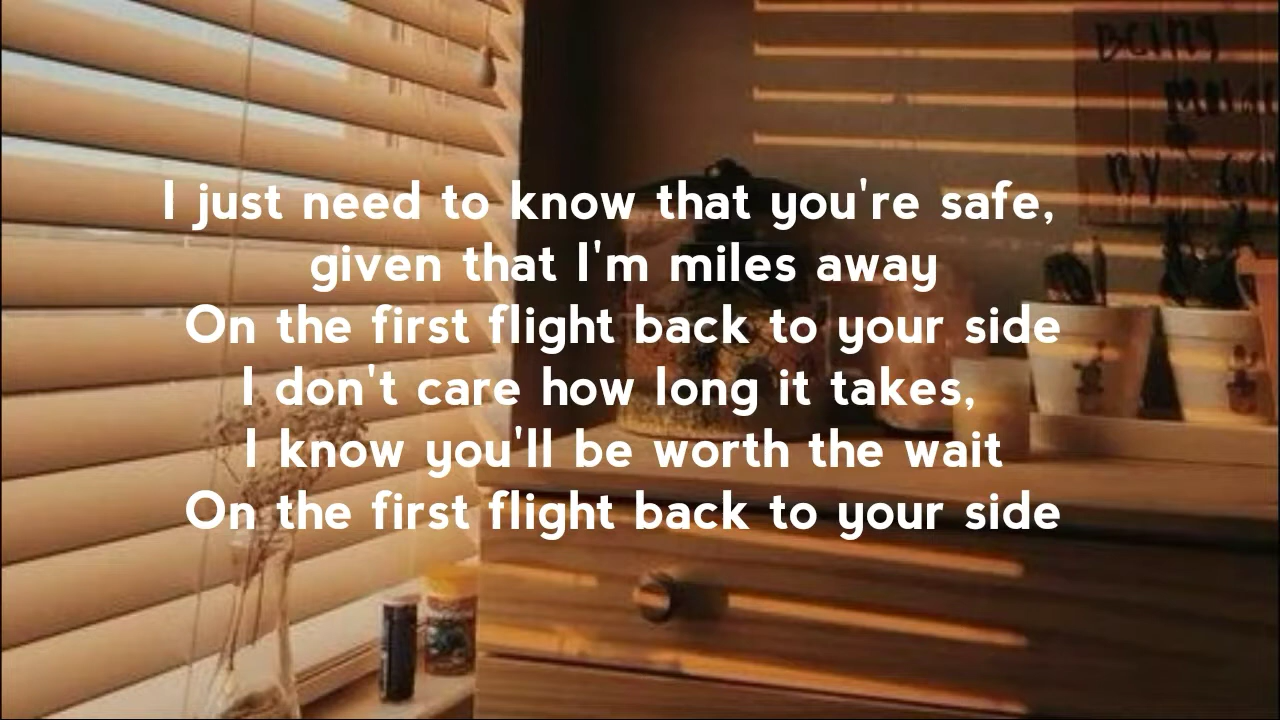 I just need to know that you're safe,
given that I'm miles away
On the first flight back to your side
I don't care how long it takes,
I know you'll be worth the wait
On the first flight back to your side
Being